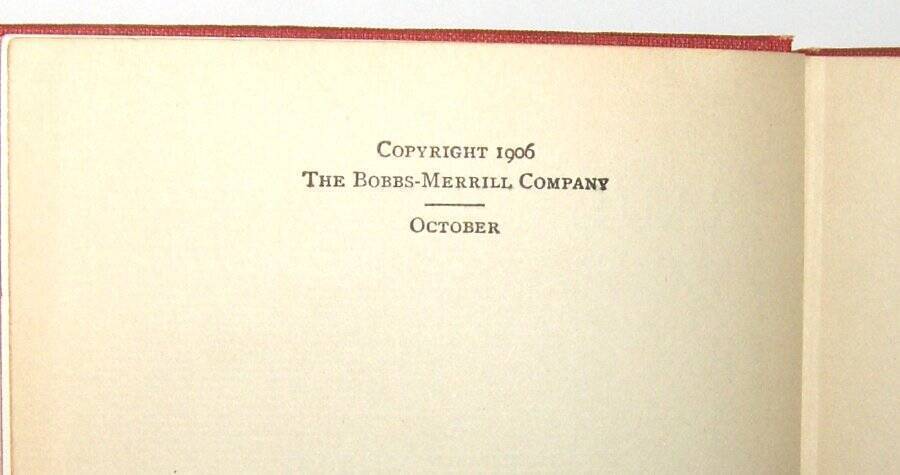 Copyright 1906
The Bobbs-Merrill Company
October